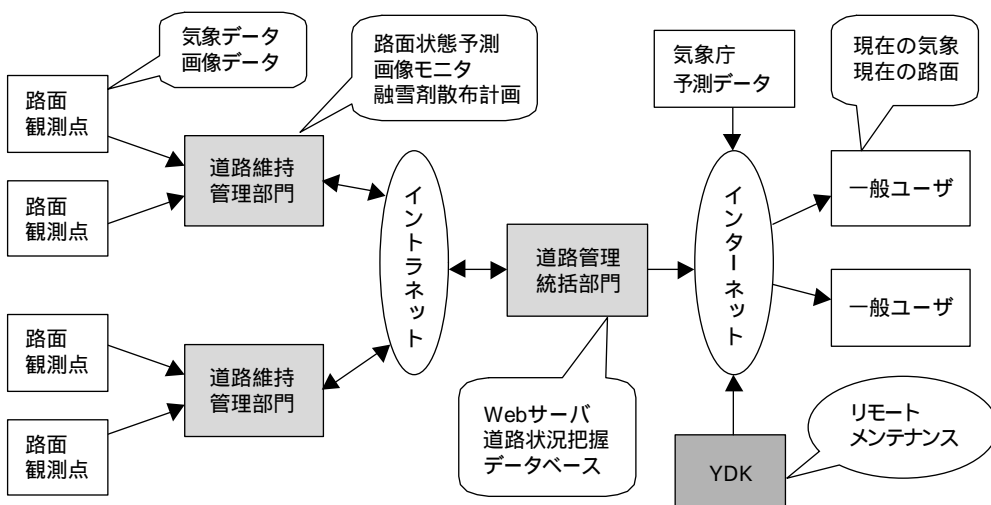 気象データ
画像データ
路面状態予測
画像モニタ
融雪剤散布計画
気象庁
予測データ
現在の気象
現在の路面
路面
観測点
道路維持
管理部門
路面
観測点
イントラネット
道路管理
統括部門
インターネット
一般ユーザ
一般ユーザ
路面
観測点
道路維持
管理部門
路面
観測点
Webサーバ
道路状況把握
データベース
YDK
リモート
メンテナンス